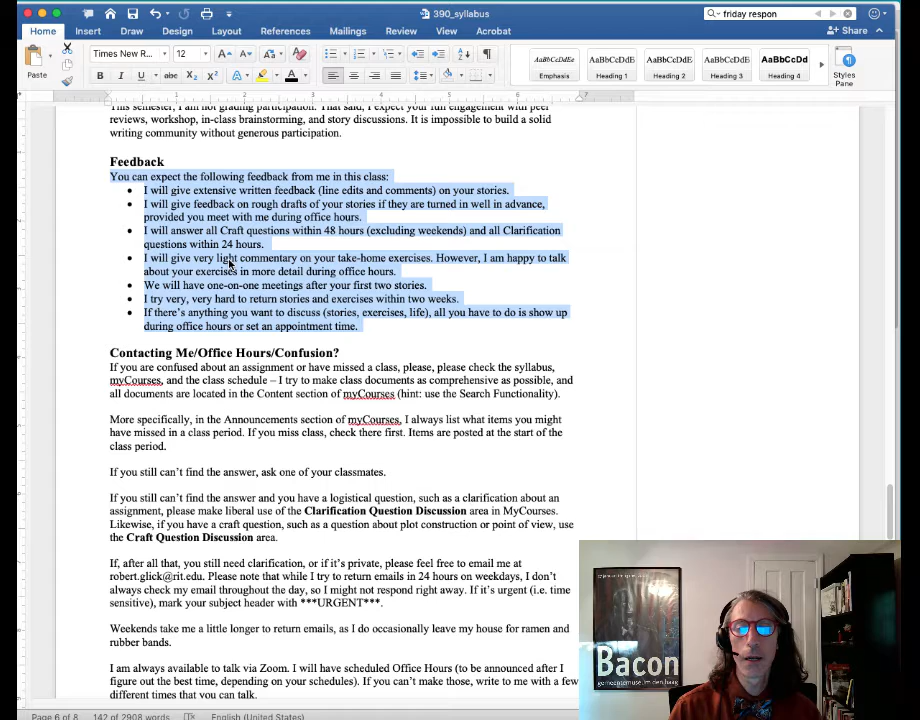 390_syllabus
friday respon
Home Insert Draw Design Layout References Mailings Review View Acrobat
Share
Paste
Times New R...
12
B I U abc X₂ X²
AaBbCcDdEe AaBbCcDc AaBbCcDdEe AaBbCcDdEe AaBbCcDd
Emphasis Heading 1 Heading 2 Heading 3 Heading 4
Styles
Pane
1 2 3 4 5 6 7
This semester, I am not grading participation. That said, I expect your full engagement with peer
reviews, workshop, in-class brainstorming, and story discussions. It is impossible to build a solid
writing community without generous participation.
Feedback
You can expect the following feedback from me in this class:
• I will give extensive written feedback (line edits and comments) on your stories.
• I will give feedback on rough drafts of your stories if they are turned in well in advance,
provided you meet with me during office hours.
• I will answer all Craft questions within 48 hours (excluding weekends) and all Clarification
questions within 24 hours.
• I will give very light commentary on your take-home exercises. However, I am happy to talk
about your exercises in more detail during office hours.
• We will have one-on-one meetings after your first two stories.
• I try very, very hard to return stories and exercises within two weeks.
• If there’s anything you want to discuss (stories, exercises, life), all you have to do is show up
during office hours or set an appointment time.
Contacting Me/Office Hours/Confusion?
If you are confused about an assignment or have missed a class, please, please check the syllabus,
myCourses, and the class schedule – I try to make class documents as comprehensive as possible, and
all documents are located in the Content section of myCourses (hint: use the Search Functionality).
More specifically, in the Announcements section of myCourses, I always list what items you might
have missed in a class period. If you miss class, check there first. Items are posted at the start of the
class period.
If you still can’t find the answer, ask one of your classmates.
If you still can’t find the answer and you have a logistical question, such as a clarification about an
assignment, please make liberal use of the Clarification Question Discussion area in MyCourses.
Likewise, if you have a craft question, such as a question about plot construction or point of view, use
the Craft Question Discussion area.
If, after all that, you still need clarification, or if it’s private, please feel free to email me at
robert.glick@rit.edu. Please note that while I try to return emails in 24 hours on weekdays, I don’t
always check my email throughout the day, so I might not respond right away. If it’s urgent (i.e. time
sensitive), mark your subject header with ***URGENT***.
Weekends take me a little longer to return emails, as I do occasionally leave my house for ramen and
rubber bands.
I am always available to talk via Zoom. I will have scheduled Office Hours (to be announced after I
figure out the best time, depending on your schedules). If you can’t make those, write to me with a few
different times that you can talk.
Bacon
gemeentemuseum den haag
Page 6 of 8 142 of 2908 words English (United States)